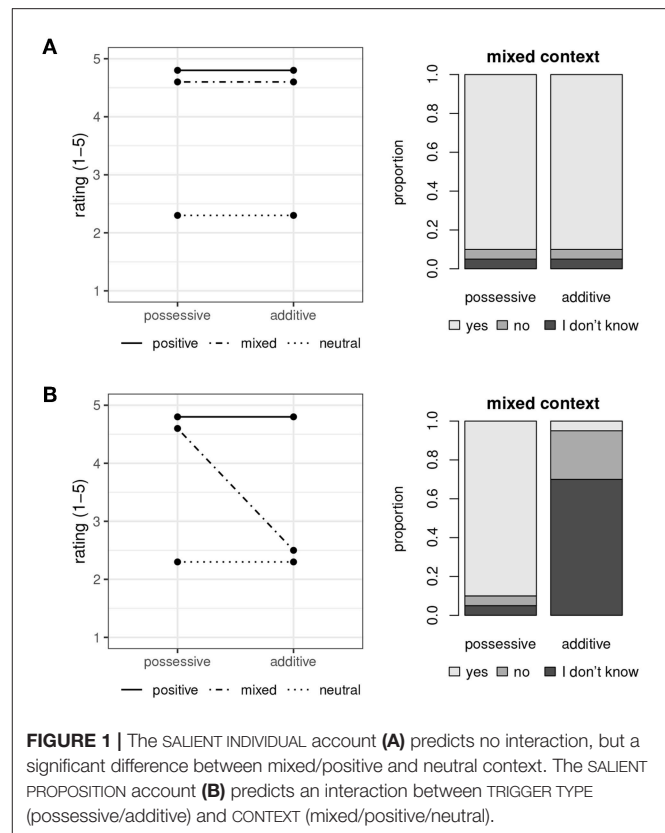 A
rating (1–5)
5
4
3
2
1
possessive additive
positive mixed neutral
mixed context
proportion
1.0
0.8
0.6
0.4
0.2
0.0
possessive additive
yes no I don't know
B
rating (1–5)
5
4
3
2
1
possessive additive
positive mixed neutral
mixed context
proportion
1.0
0.8
0.6
0.4
0.2
0.0
possessive additive
yes no I don't know
FIGURE 1 | The SALIENT INDIVIDUAL account (A) predicts no interaction, but a
significant difference between mixed/positive and neutral context. The SALIENT
PROPOSITION account (B) predicts an interaction between TRIGGER TYPE
(possessive/additive) and CONTEXT (mixed/positive/neutral).